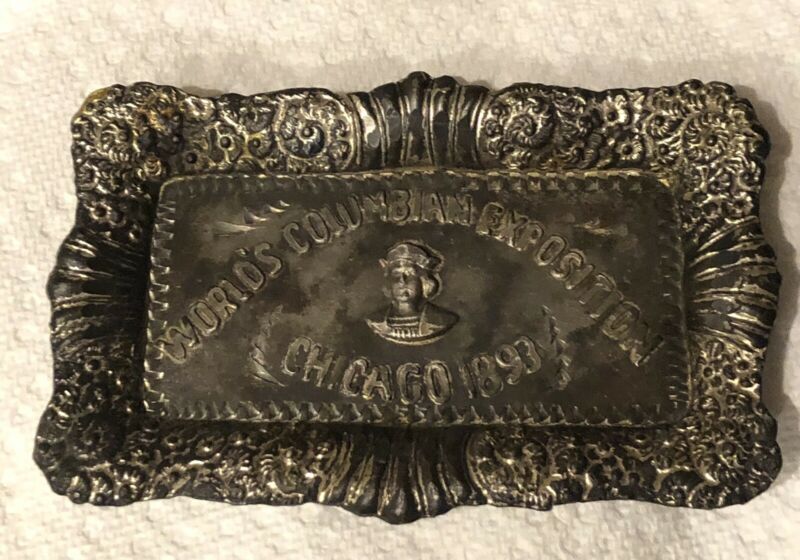 WORLD'S COLUMBIAN EXPOSITION
CHICAGO 1893